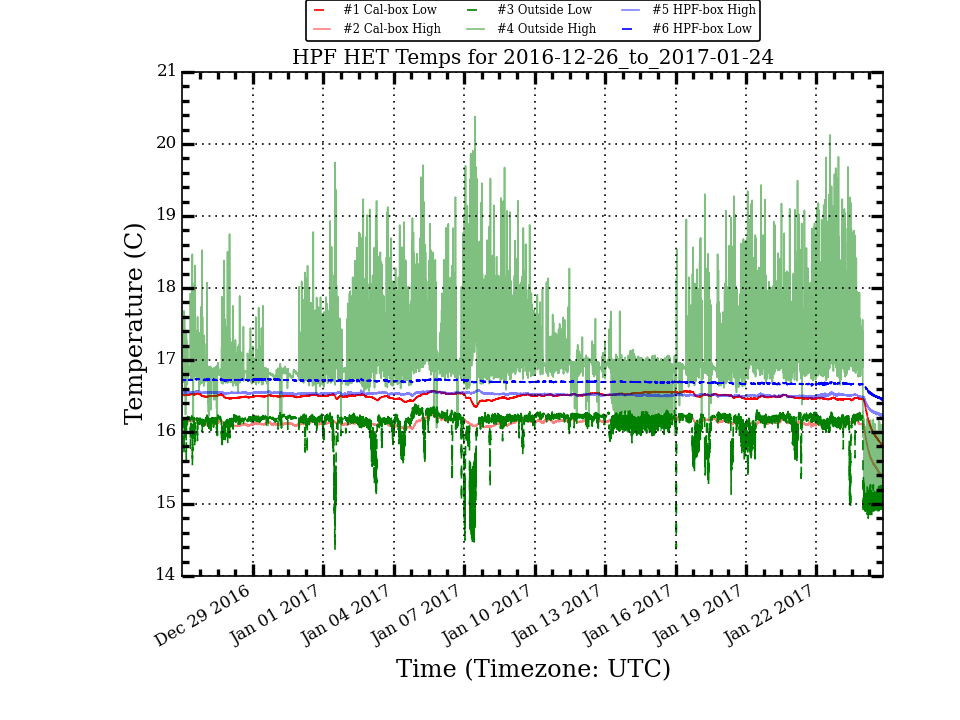 #1 Cal-box Low #3 Outside Low #5 HPF-box High
#2 Cal-box High #4 Outside High #6 HPF-box Low
HPF HET Temps for 2016-12-26_to_2017-01-24
21
20
19
18
17
16
15
14
Temperature (C)
Dec 29 2016
Jan 01 2017
Jan 04 2017
Jan 07 2017
Jan 10 2017
Jan 13 2017
Jan 16 2017
Jan 19 2017
Jan 22 2017
Time (Timezone: UTC)